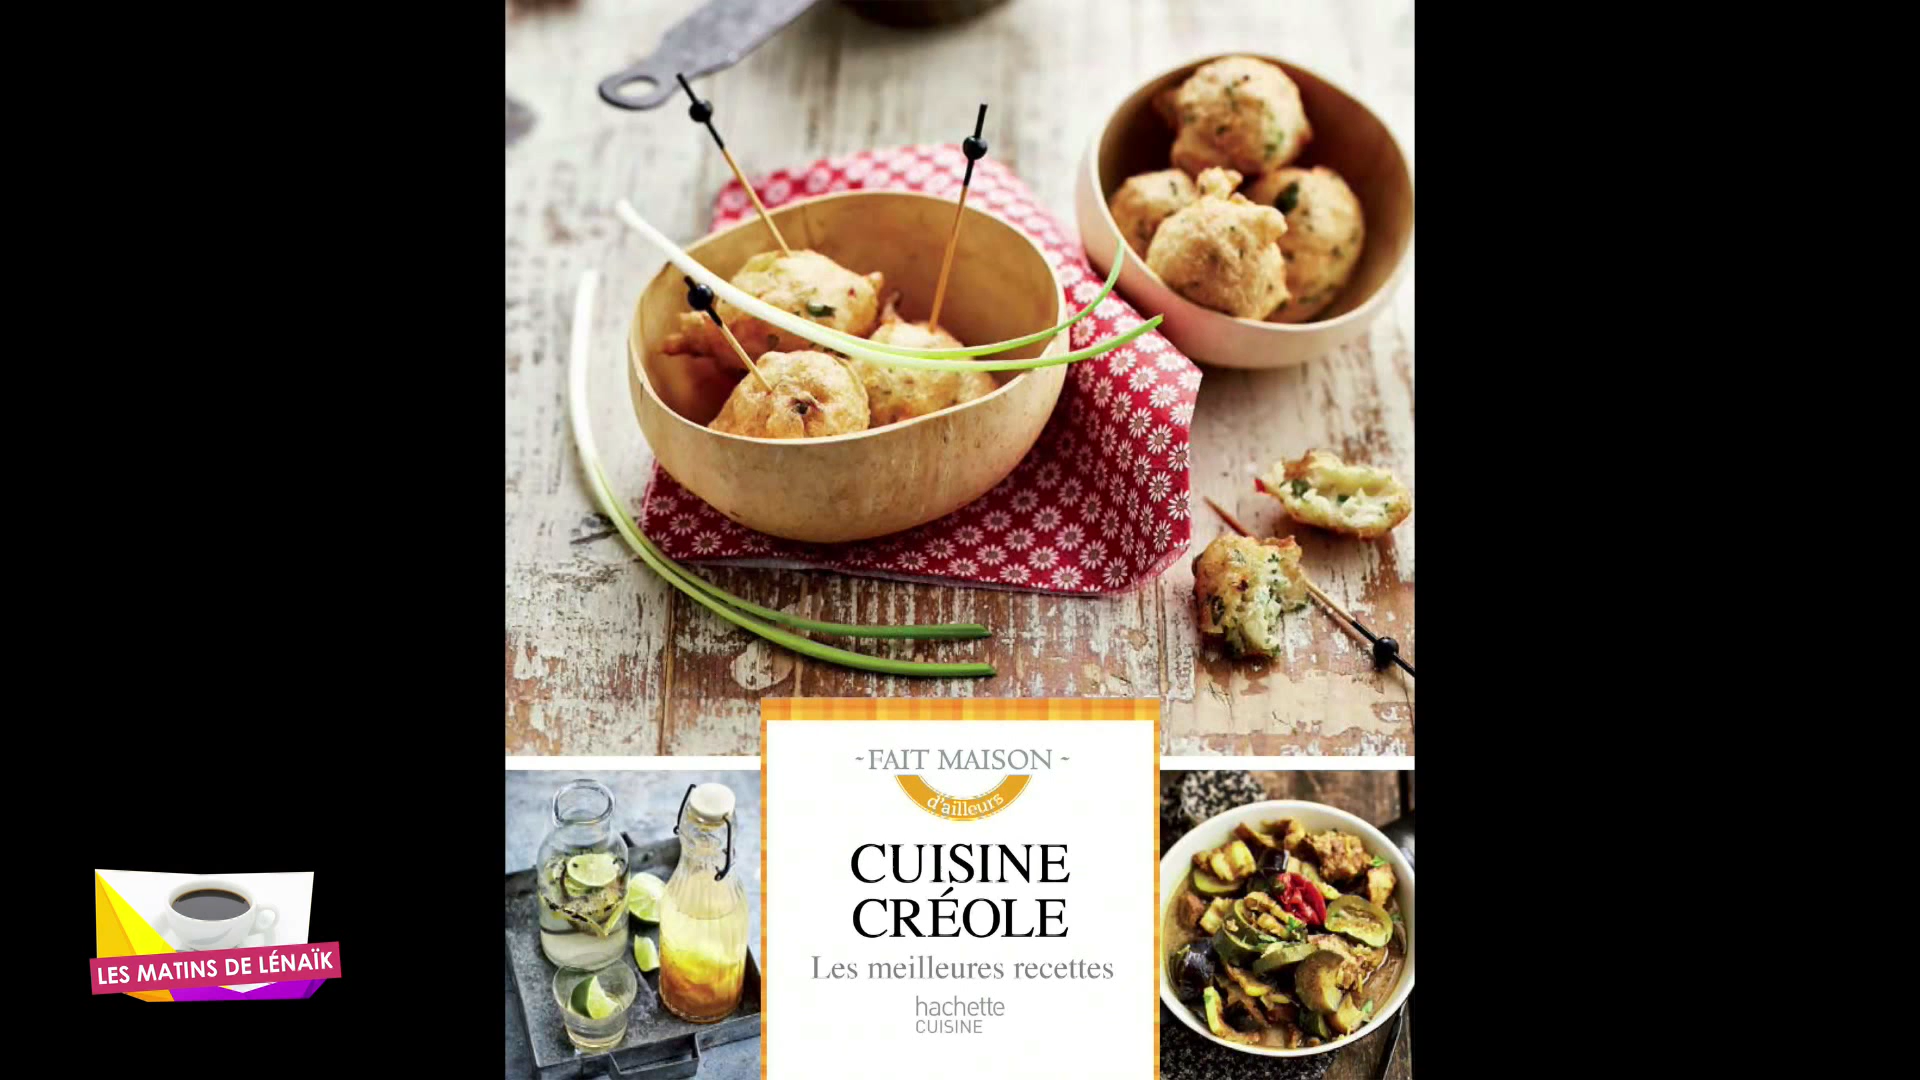 -FAIT MAISON-
d'ailleurs
CUISINE
CRÉOLE
Les meilleures recettes
hachette
CUISINE
LES MATINS DE LÉNAÏK